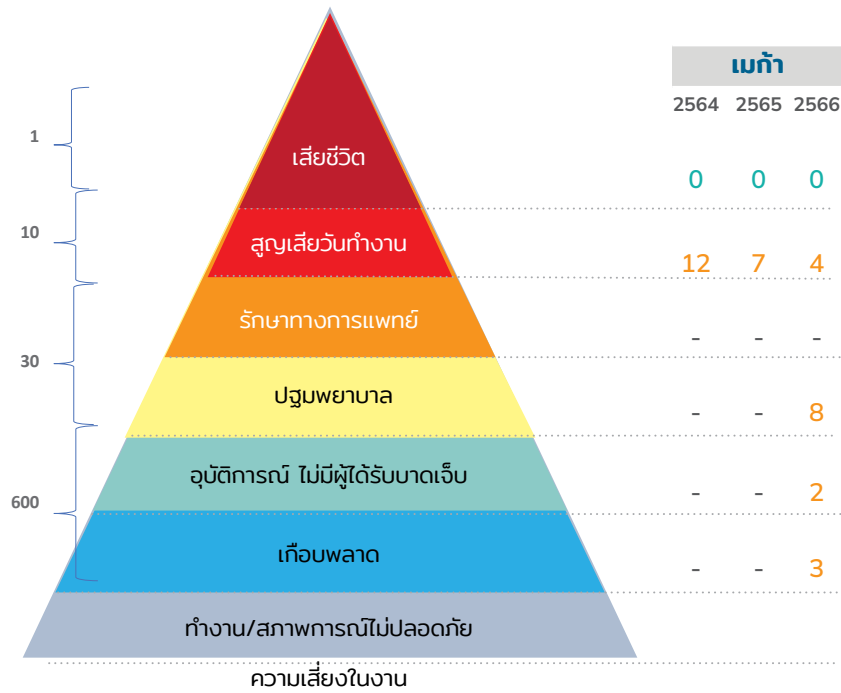 เมก้า
2564 2565 2566
1
เสียชีวิต
0 0 0
10
สูญเสียวันทำงาน
12 7 4
รักษาทางการแพทย์
- - -
30
ปฐมพยาบาล
- - 8
อุบัติการณ์ ไม่มีผู้ได้รับบาดเจ็บ
- - 2
600
เกือบพลาด
- - 3
ทำงาน/สภาพการณ์ไม่ปลอดภัย
ความเสี่ยงในงาน